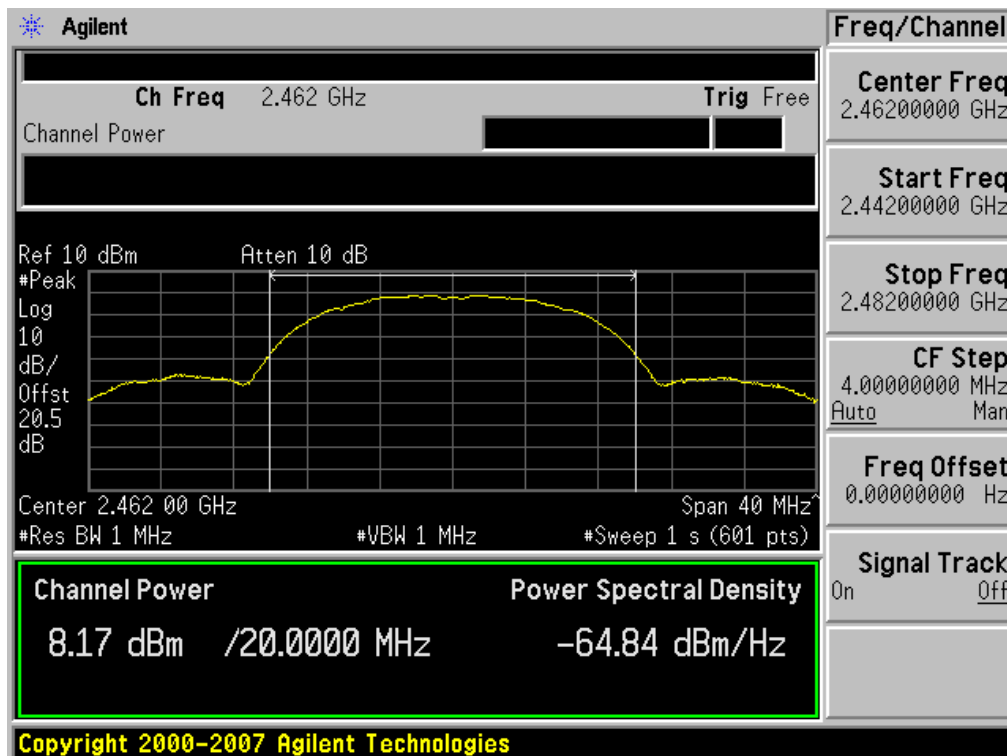 Agilent
Freq/Channel
Ch Freq 2.462 GHz Trig Free
Channel Power
Center Freq
2.46200000 GHz
Start Freq
2.44200000 GHz
Stop Freq
2.48200000 GHz
CF Step
4.00000000 MHz
Auto Man
Freq Offset
0.00000000 Hz
Signal Track
On Off
Ref 10 dBm Atten 10 dB
#Peak
Log
10
dB/
Offst
20.5
dB
Center 2.462 00 GHz Span 40 MHz^
#Res BW 1 MHz #VBW 1 MHz #Sweep 1 s (601 pts)
Channel Power Power Spectral Density
8.17 dBm /20.0000 MHz -64.84 dBm/Hz
Copyright 2000-2007 Agilent Technologies